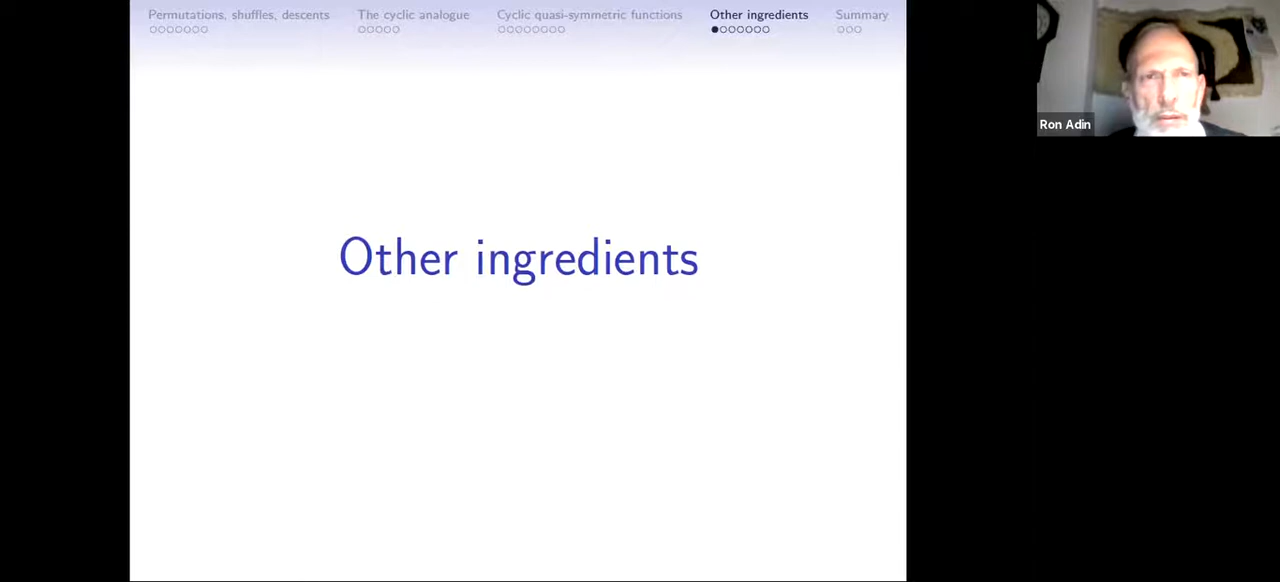 Permutations, shuffles, descents The cyclic analogue Cyclic quasi-symmetric functions Other ingredients Summary
Ron Adin
Other ingredients